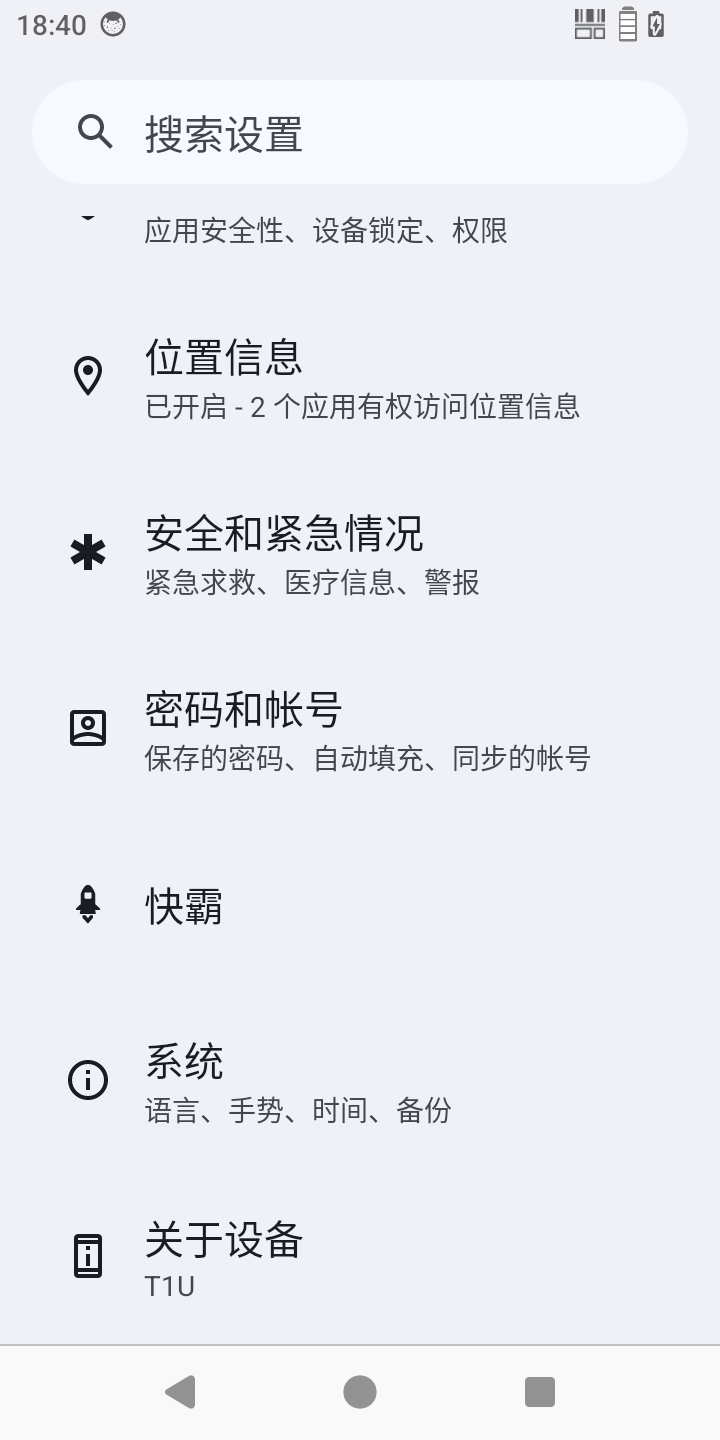 18:40
搜索设置
应用安全性、设备锁定、权限
位置信息
已开启 - 2 个应用有权访问位置信息
安全和紧急情况
紧急求救、医疗信息、警报
密码和帐号
保存的密码、自动填充、同步的帐号
快霸
系统
语言、手势、时间、备份
关于设备
T1U